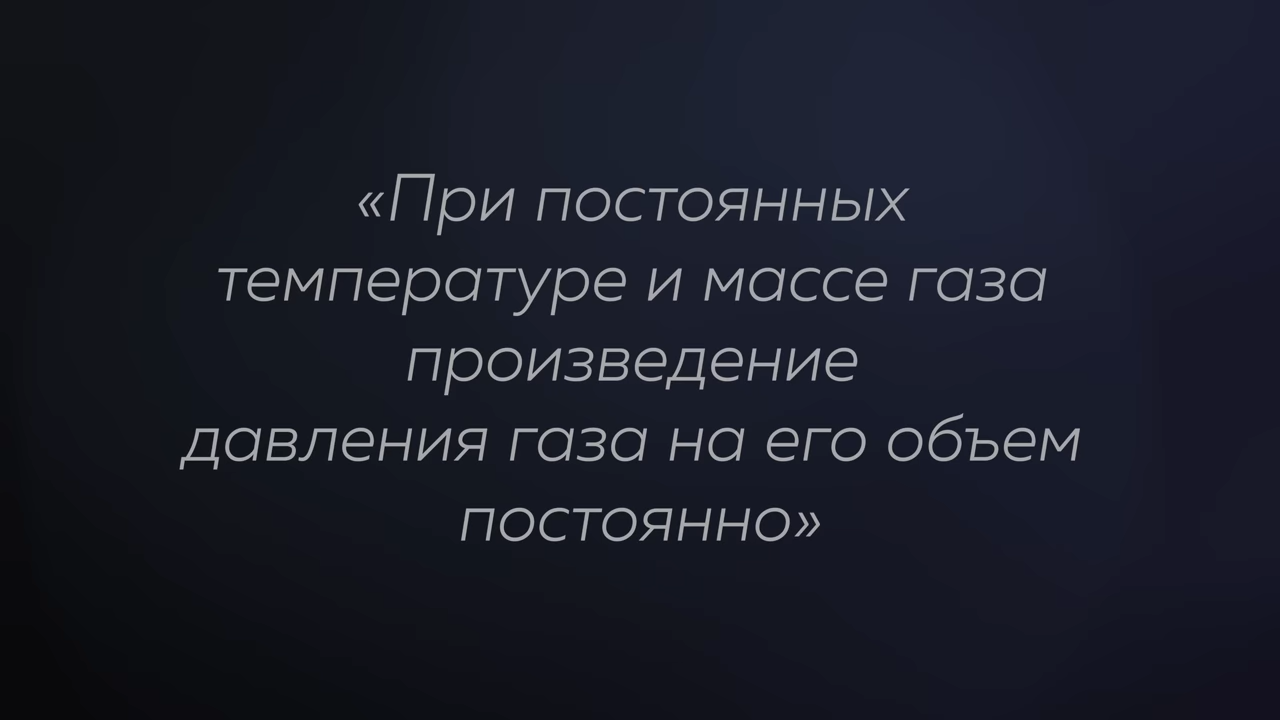 «При постоянных
температуре и массе газа
произведение
давления газа на его объем
постоянно»